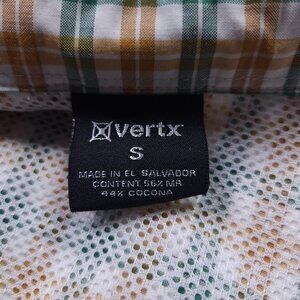 vertx
S
MADE IN EL SALVADOR
CONTENT 56% MR
44% COCONA